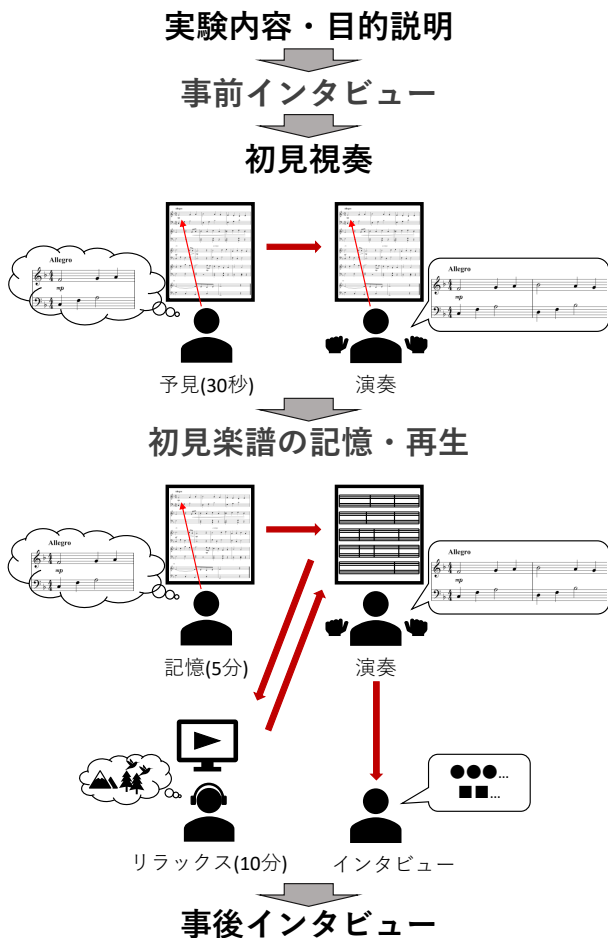 実験内容・目的説明
事前インタビュー
初見視奏
Allegro
mp
Allegro
mp
予見(30秒)
演奏
初見楽譜の記憶・再生
Allegro
mp
Allegro
mp
記憶(5分)
演奏
●●●...
■■...
リラックス(10分)
インタビュー
事後インタビュー